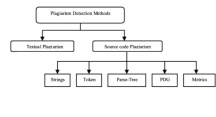 Plagiarism Detection Methods
Textual Plagiarism
Source code Plagiarism
Strings
Token
Parse-Tree
PDG
Metrics